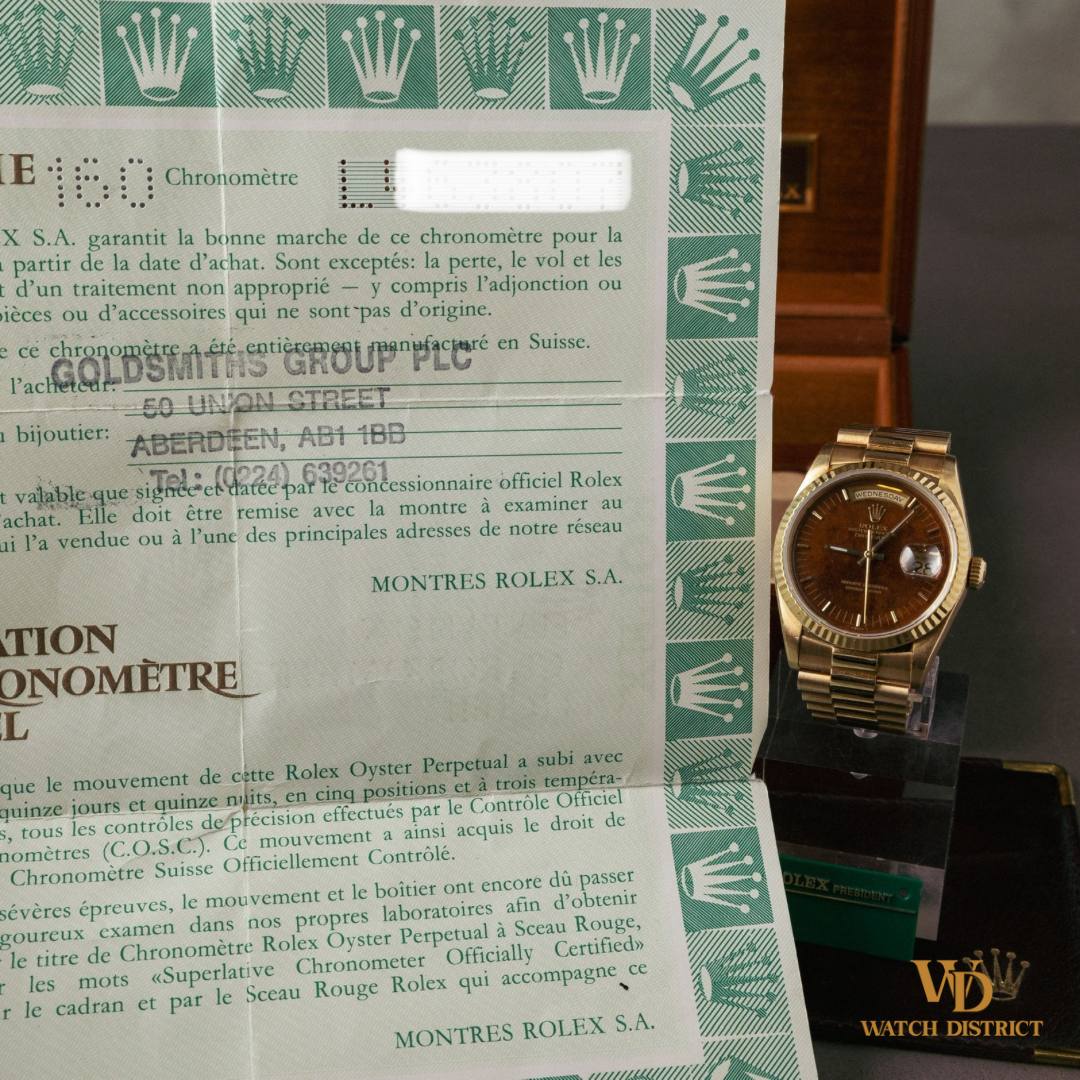 IE 160 Chronomètre L
X S.A. garantit la bonne marche de ce chronomètre pour la
partir de la date d'achat. Sont exceptés: la perte, le vol et les
t d'un traitement non approprié — y compris l'adjonction ou
pièces ou d'accessoires qui ne sont pas d'origine.
e ce chronomètre a été entièrement manufacturé en Suisse.
GOLDSMITHS GROUP PLC
l'acheteur:
50 UNION STREET
u bijoutier:
ABERDEEN, AB1 1BB
Tel: (0224) 639261
t valable que signée et datée par le concessionnaire officiel Rolex
'achat. Elle doit être remise avec la montre à examiner au
ui l'a vendue ou à l'une des principales adresses de notre réseau
MONTRES ROLEX S.A.
ATION
ONOMÈTRE
EL
que le mouvement de cette Rolex Oyster Perpetual a subi avec
quinze jours et quinze nuits, en cinq positions et à trois tempéra-
s, tous les contrôles de précision effectués par le Contrôle Officiel
nomètres (C.O.S.C.). Ce mouvement a ainsi acquis le droit de
Chronomètre Suisse Officiellement Contrôlé.
sévères épreuves, le mouvement et le boîtier ont encore dû passer
goureux examen dans nos propres laboratoires afin d'obtenir
r le titre de Chronomètre Rolex Oyster Perpetual à Sceau Rouge,
r les mots «Superlative Chronometer Officially Certified»
r le cadran et par le Sceau Rouge Rolex qui accompagne ce
MONTRES ROLEX S.A.
WEDNESDAY
ROLEX
28
OLEX PRESIDENT
WD
WATCH DISTRICT